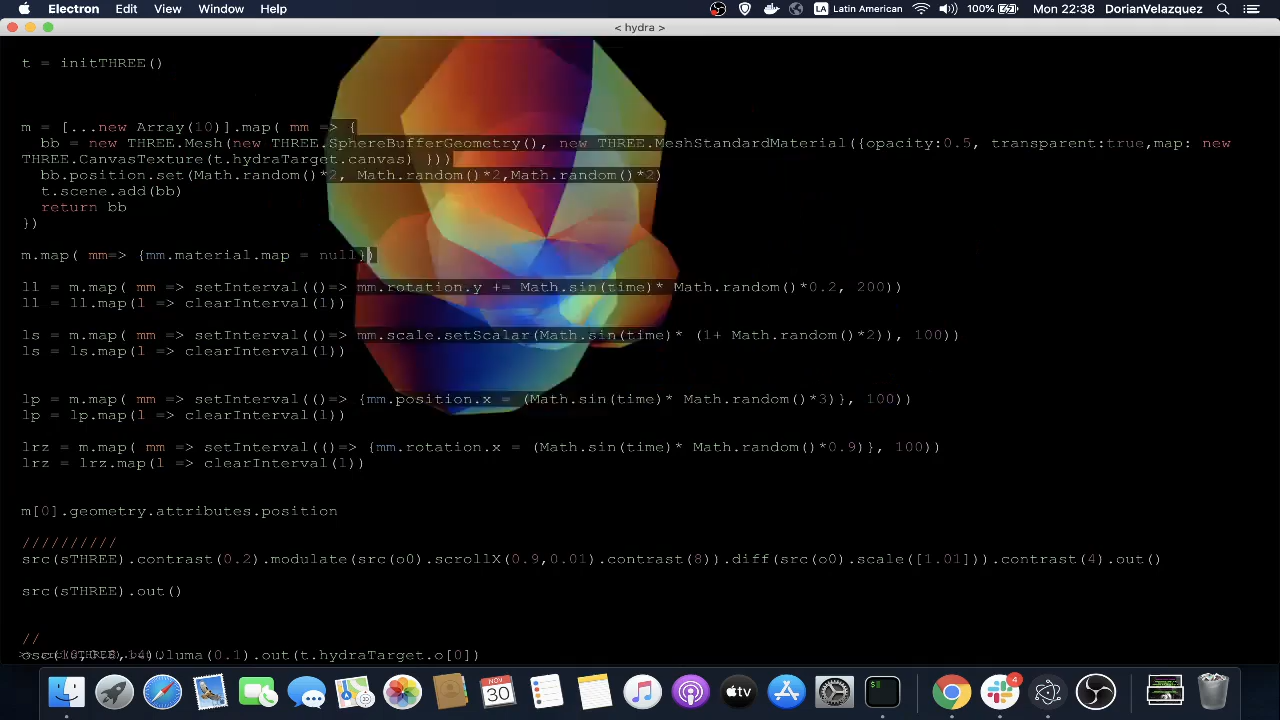 Electron Edit View Window Help LA Latin American 100% Mon 22:38 DorianVelazquez
< hydra >
t = initTHREE()
m = [...new Array(10)].map( mm => {
bb = new THREE.Mesh(new THREE.SphereBufferGeometry(), new THREE.MeshStandardMaterial({opacity:0.5, transparent:true,map: new
THREE.CanvasTexture(t.hydraTarget.canvas) }))
bb.position.set(Math.random()*2, Math.random()*2,Math.random()*2)
t.scene.add(bb)
return bb
})
m.map( mm=> {mm.material.map = null})
ll = m.map( mm => setInterval(()=> mm.rotation.y += Math.sin(time)* Math.random()*0.2, 200))
ll = ll.map(l => clearInterval(l))
ls = m.map( mm => setInterval(()=> mm.scale.setScalar(Math.sin(time)* (1+ Math.random()*2)), 100))
ls = ls.map(l => clearInterval(l))
lp = m.map( mm => setInterval(()=> {mm.position.x = (Math.sin(time)* Math.random()*3)}, 100))
lp = lp.map(l => clearInterval(l))
lrz = m.map( mm => setInterval(()=> {mm.rotation.x = (Math.sin(time)* Math.random()*0.9)}, 100))
lrz = lrz.map(l => clearInterval(l))
m[0].geometry.attributes.position
//////////
src(sTHREE).contrast(0.2).modulate(src(o0).scrollX(0.9,0.01).contrast(8)).diff(src(o0).scale([1.01])).contrast(4).out()
src(sTHREE).out()
//
.luma(0.1).out(t.hydraTarget.o[0])
NOV
30
4
tv